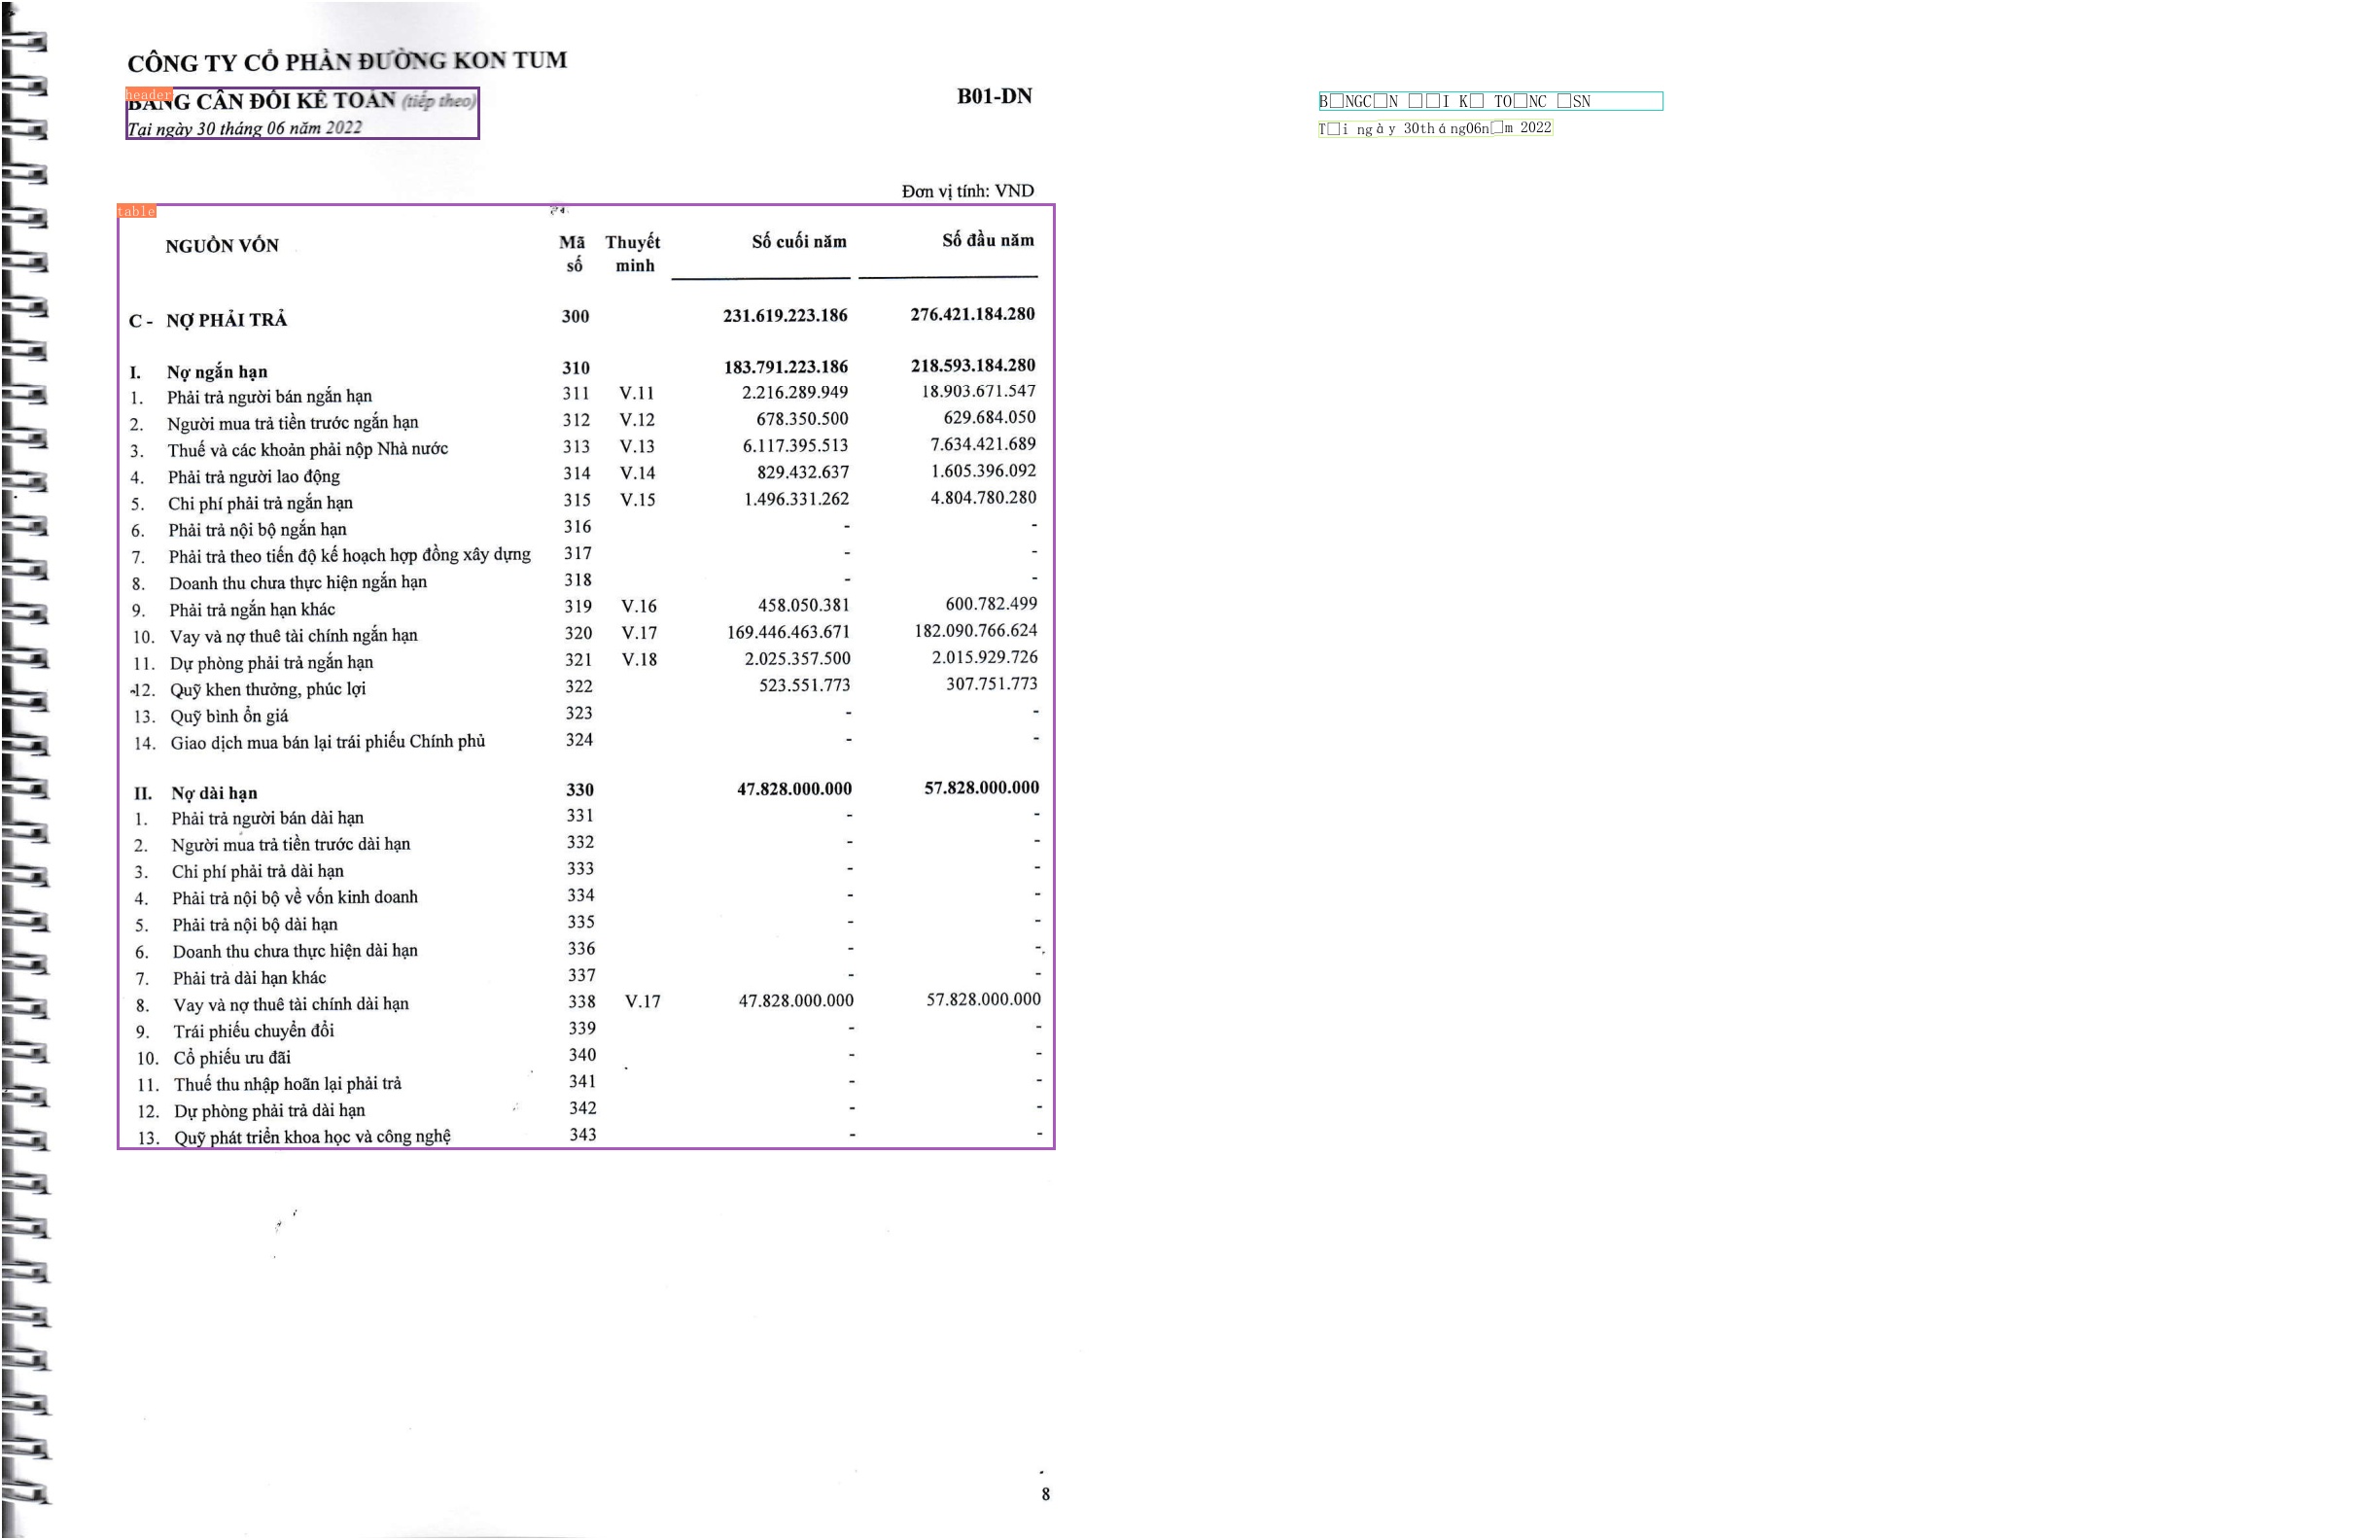 CÔNG TY CỔ PHẦN ĐƯỜNG KON TUM
header
BẢNG CÂN ĐỐI KẾ TOÁN (tiếp theo)
B01-DN
Tại ngày 30 tháng 06 năm 2022
Đơn vị tính: VND
table
NGUỒN VỐN Mã số Thuyết minh Số cuối năm Số đầu năm
C - NỢ PHẢI TRẢ 300 231.619.223.186 276.421.184.280
I. Nợ ngắn hạn 310 183.791.223.186 218.593.184.280
1. Phải trả người bán ngắn hạn 311 V.11 2.216.289.949 18.903.671.547
2. Người mua trả tiền trước ngắn hạn 312 V.12 678.350.500 629.684.050
3. Thuế và các khoản phải nộp Nhà nước 313 V.13 6.117.395.513 7.634.421.689
4. Phải trả người lao động 314 V.14 829.432.637 1.605.396.092
5. Chi phí phải trả ngắn hạn 315 V.15 1.496.331.262 4.804.780.280
6. Phải trả nội bộ ngắn hạn 316 - -
7. Phải trả theo tiến độ kế hoạch hợp đồng xây dựng 317 - -
8. Doanh thu chưa thực hiện ngắn hạn 318 - -
9. Phải trả ngắn hạn khác 319 V.16 458.050.381 600.782.499
10. Vay và nợ thuê tài chính ngắn hạn 320 V.17 169.446.463.671 182.090.766.624
11. Dự phòng phải trả ngắn hạn 321 V.18 2.025.357.500 2.015.929.726
12. Quỹ khen thưởng, phúc lợi 322 523.551.773 307.751.773
13. Quỹ bình ổn giá 323 - -
14. Giao dịch mua bán lại trái phiếu Chính phủ 324 - -
II. Nợ dài hạn 330 47.828.000.000 57.828.000.000
1. Phải trả người bán dài hạn 331 - -
2. Người mua trả tiền trước dài hạn 332 - -
3. Chi phí phải trả dài hạn 333 - -
4. Phải trả nội bộ về vốn kinh doanh 334 - -
5. Phải trả nội bộ dài hạn 335 - -
6. Doanh thu chưa thực hiện dài hạn 336 - -
7. Phải trả dài hạn khác 337 - -
8. Vay và nợ thuê tài chính dài hạn 338 V.17 47.828.000.000 57.828.000.000
9. Trái phiếu chuyển đổi 339 - -
10. Cổ phiếu ưu đãi 340 - -
11. Thuế thu nhập hoãn lại phải trả 341 - -
12. Dự phòng phải trả dài hạn 342 - -
13. Quỹ phát triển khoa học và công nghệ 343 - -
8
B□NGC□N □□I K□ TO□NC □SN
T□i ngày 30tháng06n□m 2022